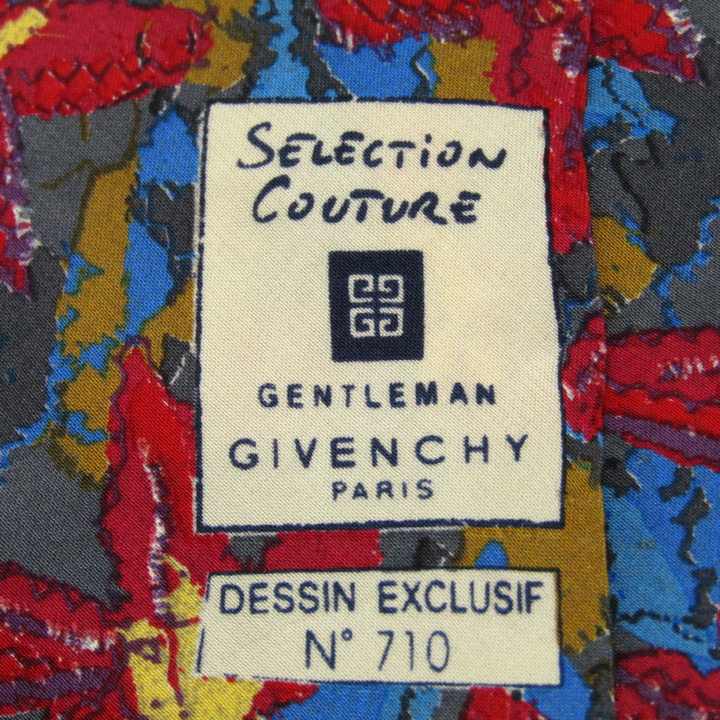 SELECTION
COUTURE
GENTLEMAN
GIVENCHY
PARIS
DESSIN EXCLUSIF
N° 710